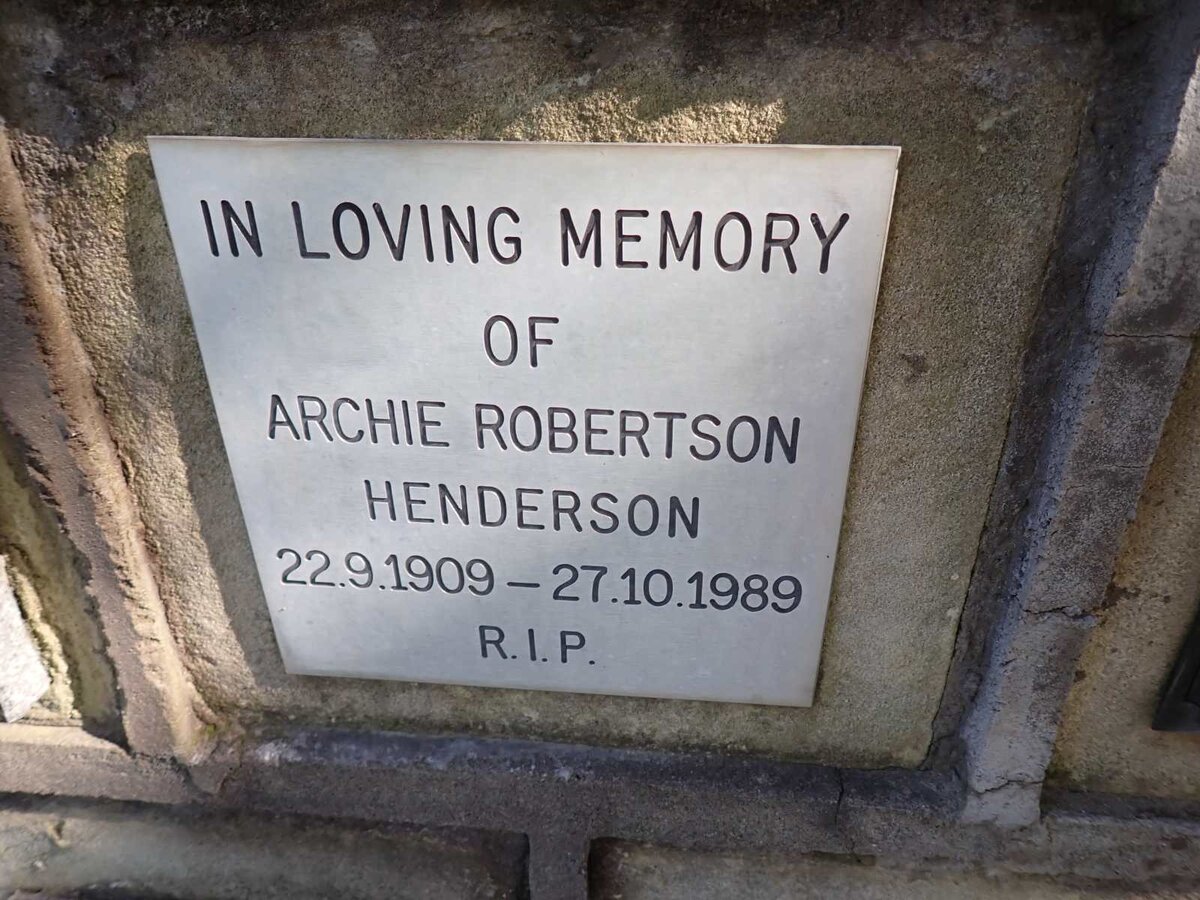 IN LOVING MEMORY
OF
ARCHIE ROBERTSON
HENDERSON
22.9.1909 – 27.10.1989
R.I.P.